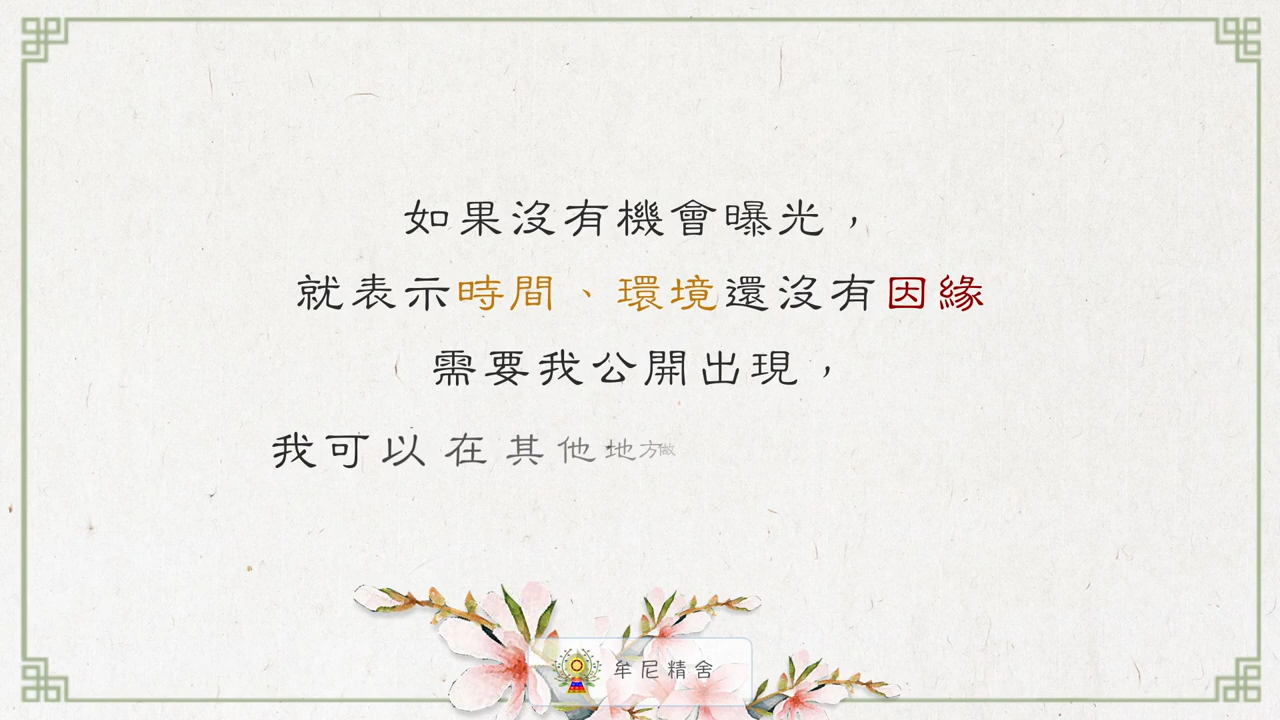 如果沒有機會曝光，
就表示時間、環境還沒有因緣
需要我公開出現，
我可以在其他地方做
牟尼精舍